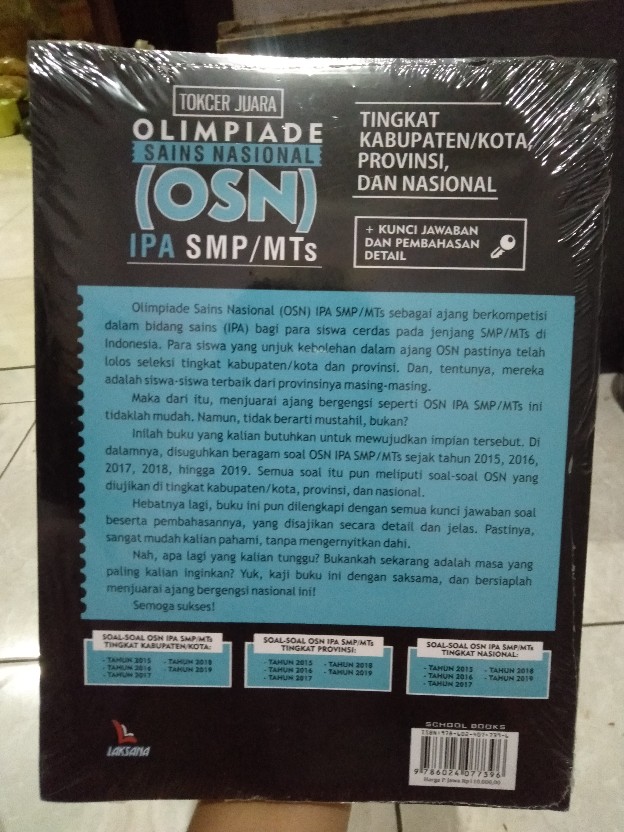 TOKCER JUARA
OLIMPIADE
SAINS NASIONAL
(OSN)
IPA SMP/MTs
TINGKAT
KABUPATEN/KOTA,
PROVINSI,
DAN NASIONAL
+ KUNCI JAWABAN
DAN PEMBAHASAN
DETAIL
Olimpiade Sains Nasional (OSN) IPA SMP/MTs sebagai ajang berkompetisi
dalam bidang sains (IPA) bagi para siswa cerdas pada jenjang SMP/MTs di
Indonesia. Para siswa yang unjuk kebolehan dalam ajang OSN pastinya telah
lolos seleksi tingkat kabupaten/kota dan provinsi. Dan, tentunya, mereka
adalah siswa-siswa terbaik dari provinsinya masing-masing.
Maka dari itu, menjuarai ajang bergengsi seperti OSN IPA SMP/MTs ini
tidaklah mudah. Namun, tidak berarti mustahil, bukan?
Inilah buku yang kalian butuhkan untuk mewujudkan impian tersebut. Di
dalamnya, disuguhkan beragam soal OSN IPA SMP/MTs sejak tahun 2015, 2016,
2017, 2018, hingga 2019. Semua soal itu pun meliputi soal-soal OSN yang
diujikan di tingkat kabupaten/kota, provinsi, dan nasional.
Hebatnya lagi, buku ini pun dilengkapi dengan semua kunci jawaban soal
beserta pembahasannya, yang disajikan secara detail dan jelas. Pastinya,
sangat mudah kalian pahami, tanpa mengernyitkan dahi.
Nah, apa lagi yang kalian tunggu? Bukankah sekarang adalah masa yang
paling kalian inginkan? Yuk, kaji buku ini dengan saksama, dan bersiaplah
menjuarai ajang bergengsi nasional ini!
Semoga sukses!
SOAL-SOAL OSN IPA SMP/MTs
TINGKAT KABUPATEN/KOTA:
- TAHUN 2015 - TAHUN 2018
- TAHUN 2016 - TAHUN 2019
- TAHUN 2017
SOAL-SOAL OSN IPA SMP/MTs
TINGKAT PROVINSI:
- TAHUN 2015 - TAHUN 2018
- TAHUN 2016 - TAHUN 2019
- TAHUN 2017
SOAL-SOAL OSN IPA SMP/MTs
TINGKAT NASIONAL:
- TAHUN 2015 - TAHUN 2018
- TAHUN 2016 - TAHUN 2019
- TAHUN 2017
LAKSANA
SCHOOL BOOKS
ISBN: 978-602-407-739-6
9 786024 077396
Harga P. Jawa